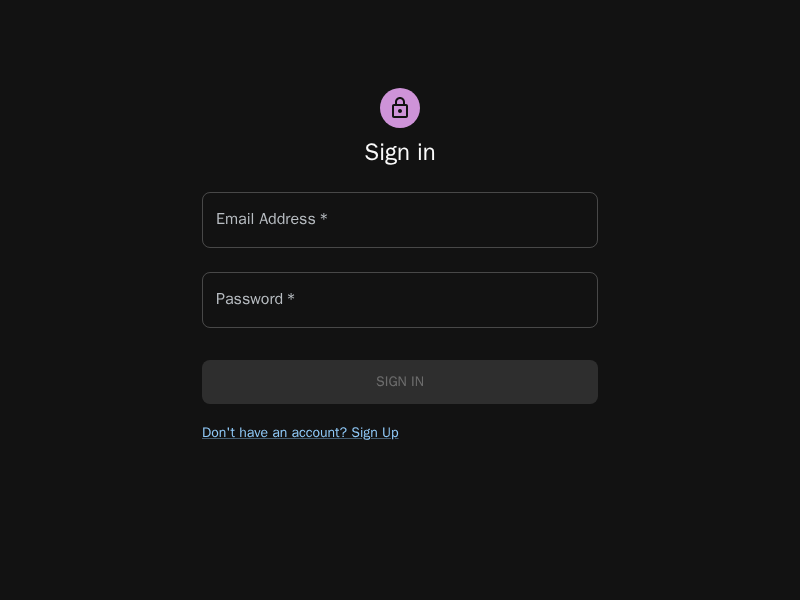 Sign in
Email Address *
Password *
SIGN IN
Don't have an account? Sign Up